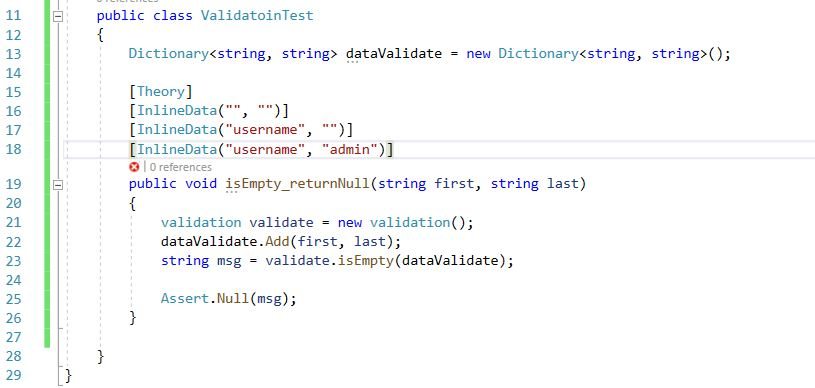 0 references
11 public class ValidatoinTest
12 {
13 Dictionary<string, string> dataValidate = new Dictionary<string, string>();
14
15 [Theory]
16 [InlineData("", "")]
17 [InlineData("username", "")]
18 [InlineData("username", "admin")]
| 0 references
19 public void isEmpty_returnNull(string first, string last)
20 {
21 validation validate = new validation();
22 dataValidate.Add(first, last);
23 string msg = validate.isEmpty(dataValidate);
24
25 Assert.Null(msg);
26 }
27
28 }
29 }